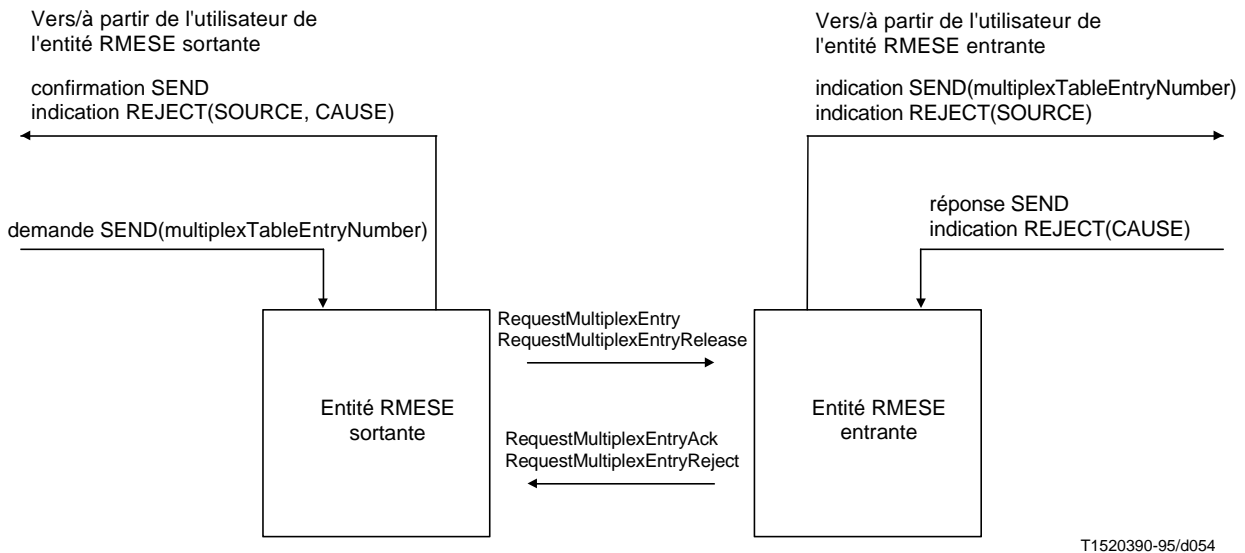 Vers/à partir de l'utilisateur de
l'entité RMESE sortante
confirmation SEND
indication REJECT(SOURCE, CAUSE)
demande SEND(multiplexTableEntryNumber)
Vers/à partir de l'utilisateur de
l'entité RMESE entrante
indication SEND(multiplexTableEntryNumber)
indication REJECT(SOURCE)
réponse SEND
indication REJECT(CAUSE)
RequestMultiplexEntry
RequestMultiplexEntryRelease
Entité RMESE
sortante
RequestMultiplexEntryAck
RequestMultiplexEntryReject
Entité RMESE
entrante
T1520390-95/d054